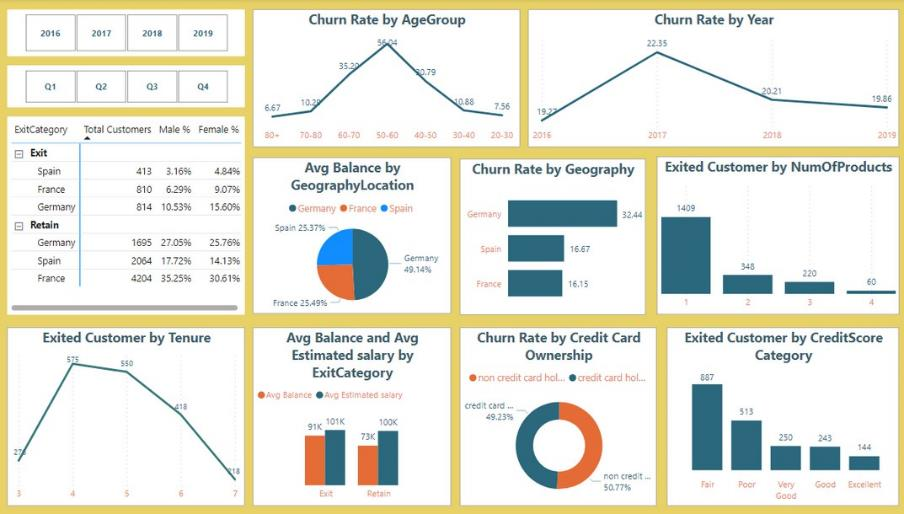 2016 2017 2018 2019
Q1 Q2 Q3 Q4
ExitCategory Total Customers Male % Female %
Exit
Spain 413 3.16% 4.84%
France 810 6.29% 9.07%
Germany 814 10.53% 15.60%
Retain
Germany 1695 27.05% 25.76%
Spain 2064 17.72% 14.13%
France 4204 35.25% 30.61%
Churn Rate by AgeGroup
56.04
35.20
30.79
6.67 10.29 10.88 7.56
80+ 70-80 60-70 50-60 40-50 30-40 20-30
Churn Rate by Year
22.35
19.27 20.21 19.86
2016 2017 2018 2019
Avg Balance by
GeographyLocation
Germany France Spain
Spain 25.37%
Germany
49.14%
France 25.49%
Churn Rate by Geography
Germany 32.44
Spain 16.67
France 16.15
Exited Customer by NumOfProducts
1409
348
220
60
1 2 3 4
Exited Customer by Tenure
575
550
418
218
3 4 5 6 7
Avg Balance and Avg
Estimated salary by
ExitCategory
Avg Balance Avg Estimated salary
91K 101K 73K 100K
Exit Retain
Churn Rate by Credit Card
Ownership
non credit card hol... credit card hol...
credit card ...
49.23%
non credit ...
50.77%
Exited Customer by CreditScore
Category
887
513
250
243
144
Fair Poor Very Good Excellent
Good